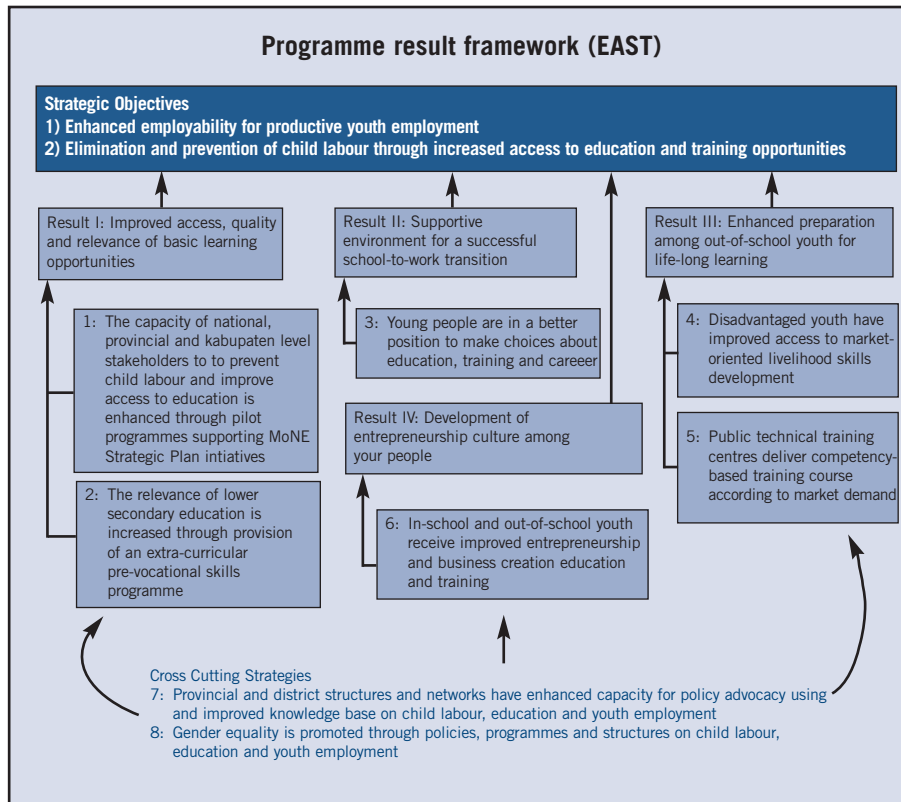 Programme result framework (EAST)
Strategic Objectives
1) Enhanced employability for productive youth employment
2) Elimination and prevention of child labour through increased access to education and training opportunities
Result I: Improved access, quality
and relevance of basic learning
opportunities
1: The capacity of national,
provincial and kabupaten level
stakeholders to to prevent
child labour and improve
access to education is
enhanced through pilot
programmes supporting MoNE
Strategic Plan intiatives
2: The relevance of lower
secondary education is
increased through provision
of an extra-curricular
pre-vocational skills
programme
Result II: Supportive
environment for a successful
school-to-work transition
3: Young people are in a better
position to make choices about
education, training and careeer
Result IV: Development of
entrepreneurship culture among
your people
6: In-school and out-of-school youth
receive improved entrepreneurship
and business creation education
and training
Result III: Enhanced preparation
among out-of-school youth for
life-long learning
4: Disadvantaged youth have
improved access to market-
oriented livelihood skills
development
5: Public technical training
centres deliver competency-
based training course
according to market demand
Cross Cutting Strategies
7: Provincial and district structures and networks have enhanced capacity for policy advocacy using
and improved knowledge base on child labour, education and youth employment
8: Gender equality is promoted through policies, programmes and structures on child labour,
education and youth employment